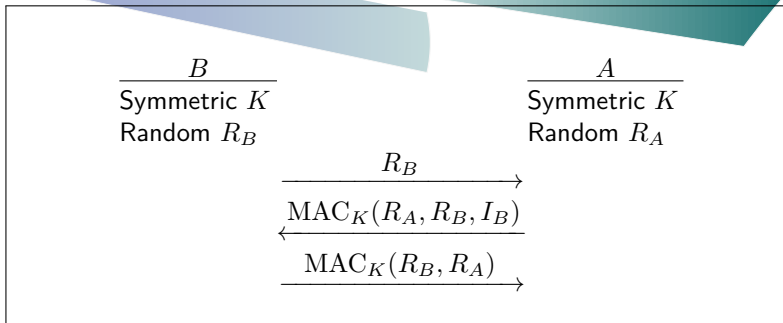 B A
Symmetric K Symmetric K
Random R_B Random R_A
R_B
MAC_K(R_A, R_B, I_B)
MAC_K(R_B, R_A)